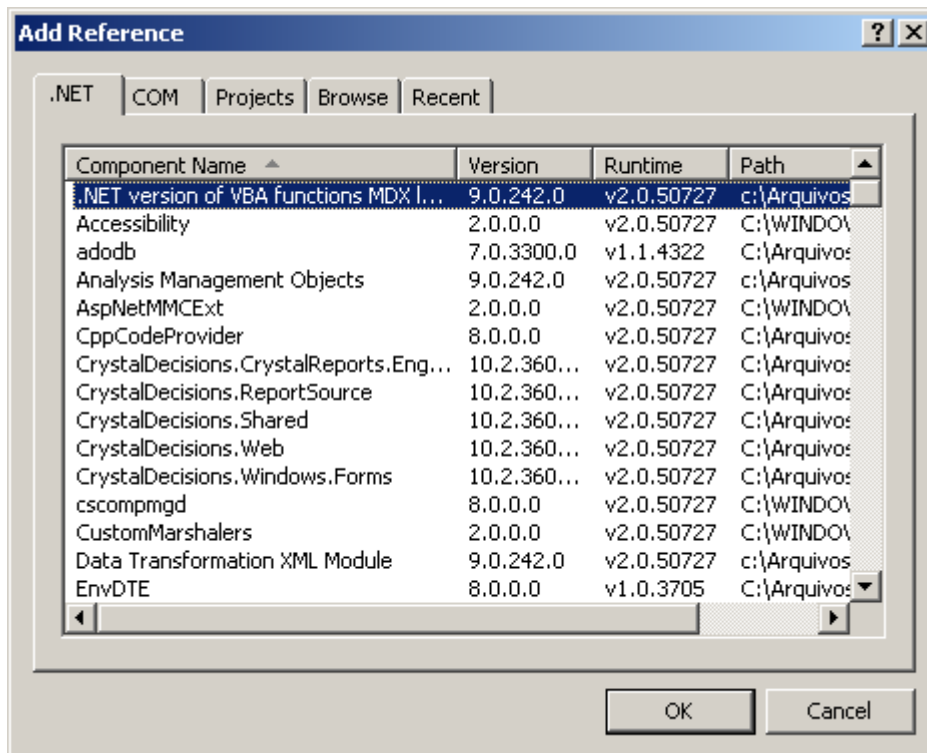 Add Reference
.NET COM Projects Browse Recent
Component Name Version Runtime Path
.NET version of VBA functions MDX l... 9.0.242.0 v2.0.50727 c:\Arquivos
Accessibility 2.0.0.0 v2.0.50727 C:\WINDOW
adodb 7.0.3300.0 v1.1.4322 C:\Arquivos
Analysis Management Objects 9.0.242.0 v2.0.50727 c:\Arquivos
AspNetMMCExt 2.0.0.0 v2.0.50727 C:\WINDOW
CppCodeProvider 8.0.0.0 v2.0.50727 C:\Arquivos
CrystalDecisions.CrystalReports.Eng... 10.2.360... v2.0.50727 C:\Arquivos
CrystalDecisions.ReportSource 10.2.360... v2.0.50727 C:\Arquivos
CrystalDecisions.Shared 10.2.360... v2.0.50727 C:\Arquivos
CrystalDecisions.Web 10.2.360... v2.0.50727 C:\Arquivos
CrystalDecisions.Windows.Forms 10.2.360... v2.0.50727 C:\Arquivos
cscompmgd 8.0.0.0 v2.0.50727 C:\WINDOW
CustomMarshalers 2.0.0.0 v2.0.50727 C:\WINDOW
Data Transformation XML Module 9.0.242.0 v2.0.50727 c:\Arquivos
EnvDTE 8.0.0.0 v1.0.3705 C:\Arquivos
OK Cancel